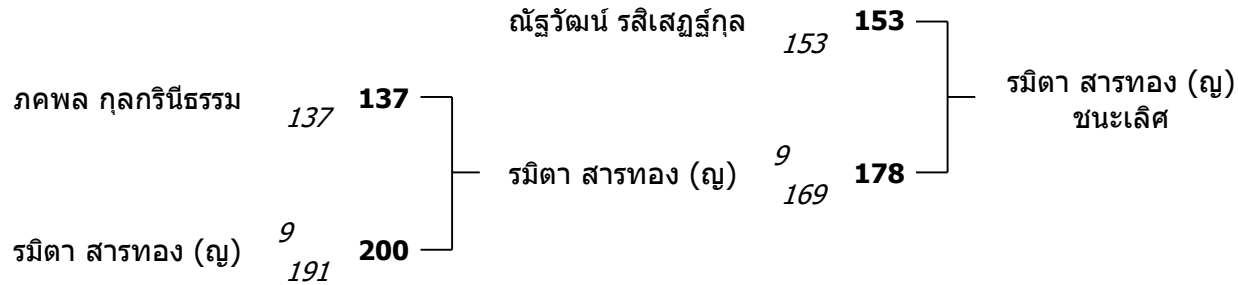 ณัฐวัฒน์ รสิเสฏฐ์กุล 153 153
รมิตา สารทอง (ญ)
ชนะเลิศ
ภคพล กุลกรินีธรรม 137 137
รมิตา สารทอง (ญ) 9 169 178
รมิตา สารทอง (ญ) 9 191 200